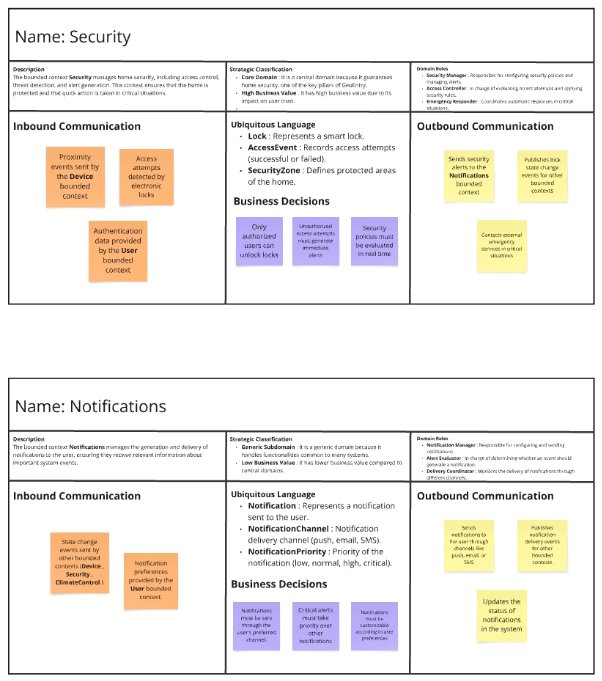 Name: Security
Description
The bounded context Security manages home security, including access control,
threat detection, and alert generation. This context ensures that the home is
protected and that quick action is taken in critical situations.
Strategic Classification
• Core Domain : It is a central domain because it guarantees
home security, one of the key pillars of
• High Business Value : It has high business value due to its
impact on user trust.
•
Domain Roles
• Security Manager : Responsible for configuring security policies and
managing alerts.
• Access Controller : In charge of evaluating access attempts and applying
security rules.
• Emergency Responder : Coordinates automatic responses in critical
situations.
Inbound Communication
Proximity
events sent by
the Device
bounded
context
Access
attempts
detected by
electronic
locks
Authentication
data provided
by the User
bounded
context
Ubiquitous Language
• Lock : Represents a smart lock.
• AccessEvent : Records access attempts
(successful or failed).
• SecurityZone : Defines protected areas
of the home.
Business Decisions
Only
authorized
users can
unlock locks
Unauthorized
access attempts
must generate
immediate
alerts
Security
policies must
be evaluated
in real time
Outbound Communication
Sends security
alerts to the
Notifications
bounded
context
Publishes lock
state change
events for other
bounded
contexts
Contacts external
emergency
services in critical
situations
Name: Notifications
Description
The bounded context Notifications manages the generation and delivery of
notifications to the user, ensuring they receive relevant information about
important system events.
Strategic Classification
• Generic Subdomain : It is a generic domain because it
handles functionalities common to many systems.
• Low Business Value : It has lower business value compared to
central domains.
Domain Roles
• Notification Manager : Responsible for configuring and sending
notifications.
• Alert Evaluator : In charge of determining whether an event should
generate a notification.
• Delivery Coordinator : Monitors the delivery of notifications through
different channels.
Inbound Communication
State change
events sent by
other bounded
contexts (Device ,
Security ,
ClimateControl )
Notification
preferences
provided by the
User bounded
context.
Ubiquitous Language
• Notification : Represents a notification
sent to the user.
• NotificationChannel : Notification
delivery channel (push, email, SMS).
• NotificationPriority : Priority of the
notification (low, normal, high, critical).
Business Decisions
Notifications
must be sent
through the
user's preferred
channel.
Critical alerts
must take
priority over
other
notifications
Notifications
must be
customizable
according to user
preferences
Outbound Communication
Sends
notifications to
the user through
channels like
push, email, or
SMS
Publishes
notification
delivery events
for other
bounded
contexts
Updates the
status of
notifications
in the system